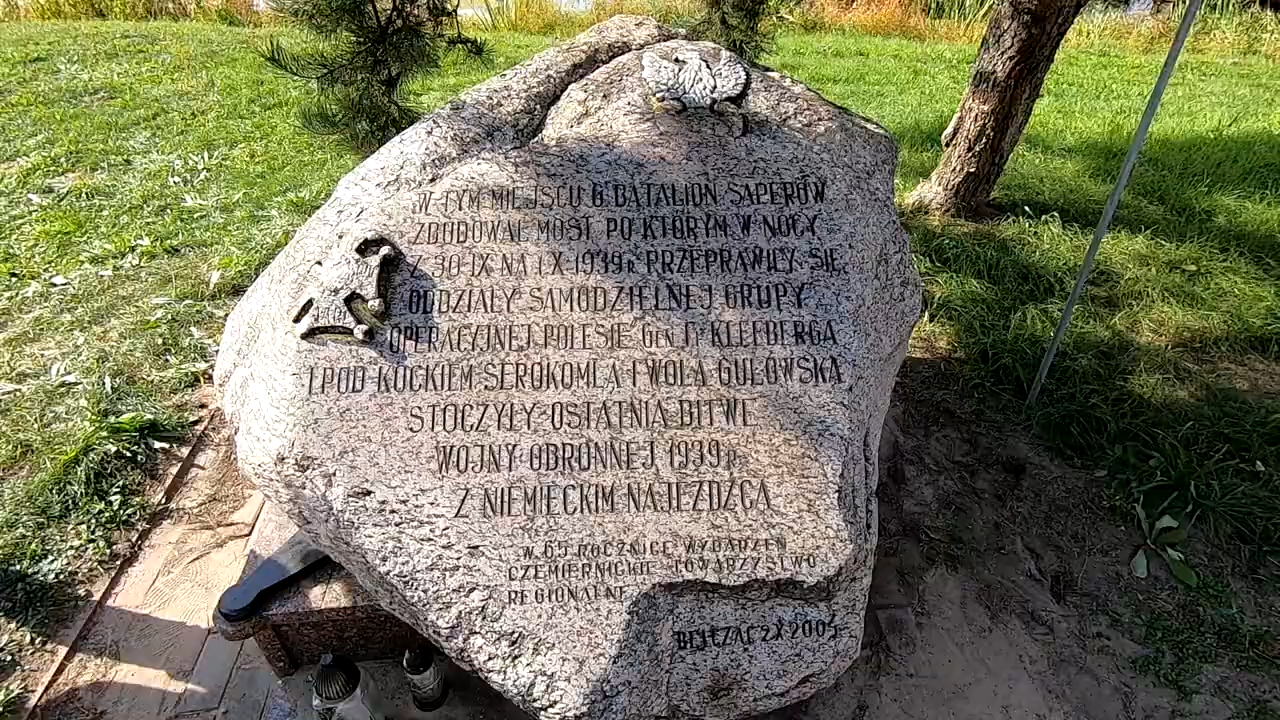 W TYM MIEJSCU 6 BATALION SAPERÓW
ZBUDOWAŁ MOST PO KTÓRYM W NOCY
Z 30 IX NA 1 X 1939 r. PRZEPRAWIŁY SIĘ
ODDZIAŁY SAMODZIELNEJ GRUPY
OPERACYJNEJ POLESIE GEN. Fr KLEEBERGA
I POD KOCKIEM SEROKOMLĄ I WOLĄ GUŁOWSKĄ
STOCZYŁY OSTATNIĄ BITWĘ
WOJNY OBRONNEJ 1939 r.
Z NIEMIECKIM NAJEŹDŹCĄ
W 65 ROCZNICĘ WYDARZEŃ
CZEMIERNICKIE TOWARZYSTWO
REGIONALNE
2 X